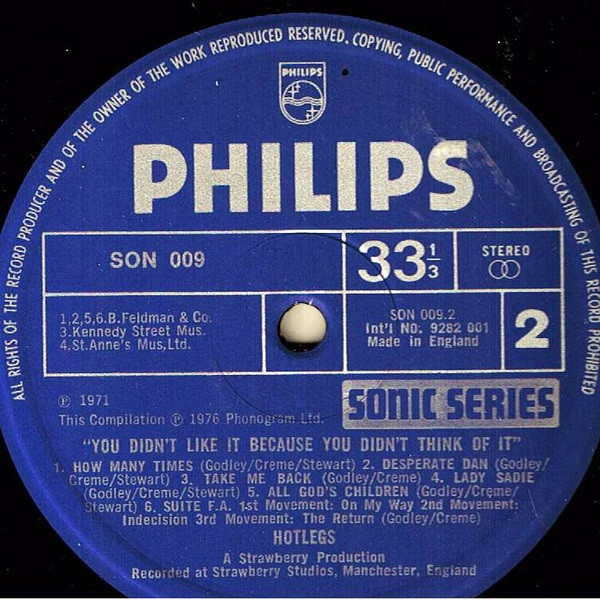 ALL RIGHTS OF THE RECORD PRODUCER AND OF THE OWNER OF THE WORK REPRODUCED RESERVED. COPYING, PUBLIC PERFORMANCE AND BROADCASTING OF THIS RECORD PROHIBITED
PHILIPS
PHILIPS
SON 009
33 1/3
STEREO
1,2,5,6.B.Feldman & Co.
3.Kennedy Street Mus.
4.St.Anne's Mus,Ltd.
SON 009.2
Int'l NO: 9282 001
Made in England
2
℗ 1971
This Compilation ℗ 1976 Phonogram Ltd.
SONIC SERIES
"YOU DIDN'T LIKE IT BECAUSE YOU DIDN'T THINK OF IT"
1. HOW MANY TIMES (Godley/Creme/Stewart) 2. DESPERATE DAN (Godley/
Creme/Stewart) 3. TAKE ME BACK (Godley/Creme) 4. LADY SADIE
(Godley/Creme/Stewart) 5. ALL GOD'S CHILDREN (Godley/Creme/
Stewart) 6. SUITE F.A. 1st Movement: On My Way 2nd Movement:
Indecision 3rd Movement: The Return (Godley/Creme)
HOTLEGS
A Strawberry Production
Recorded at Strawberry Studios, Manchester, England